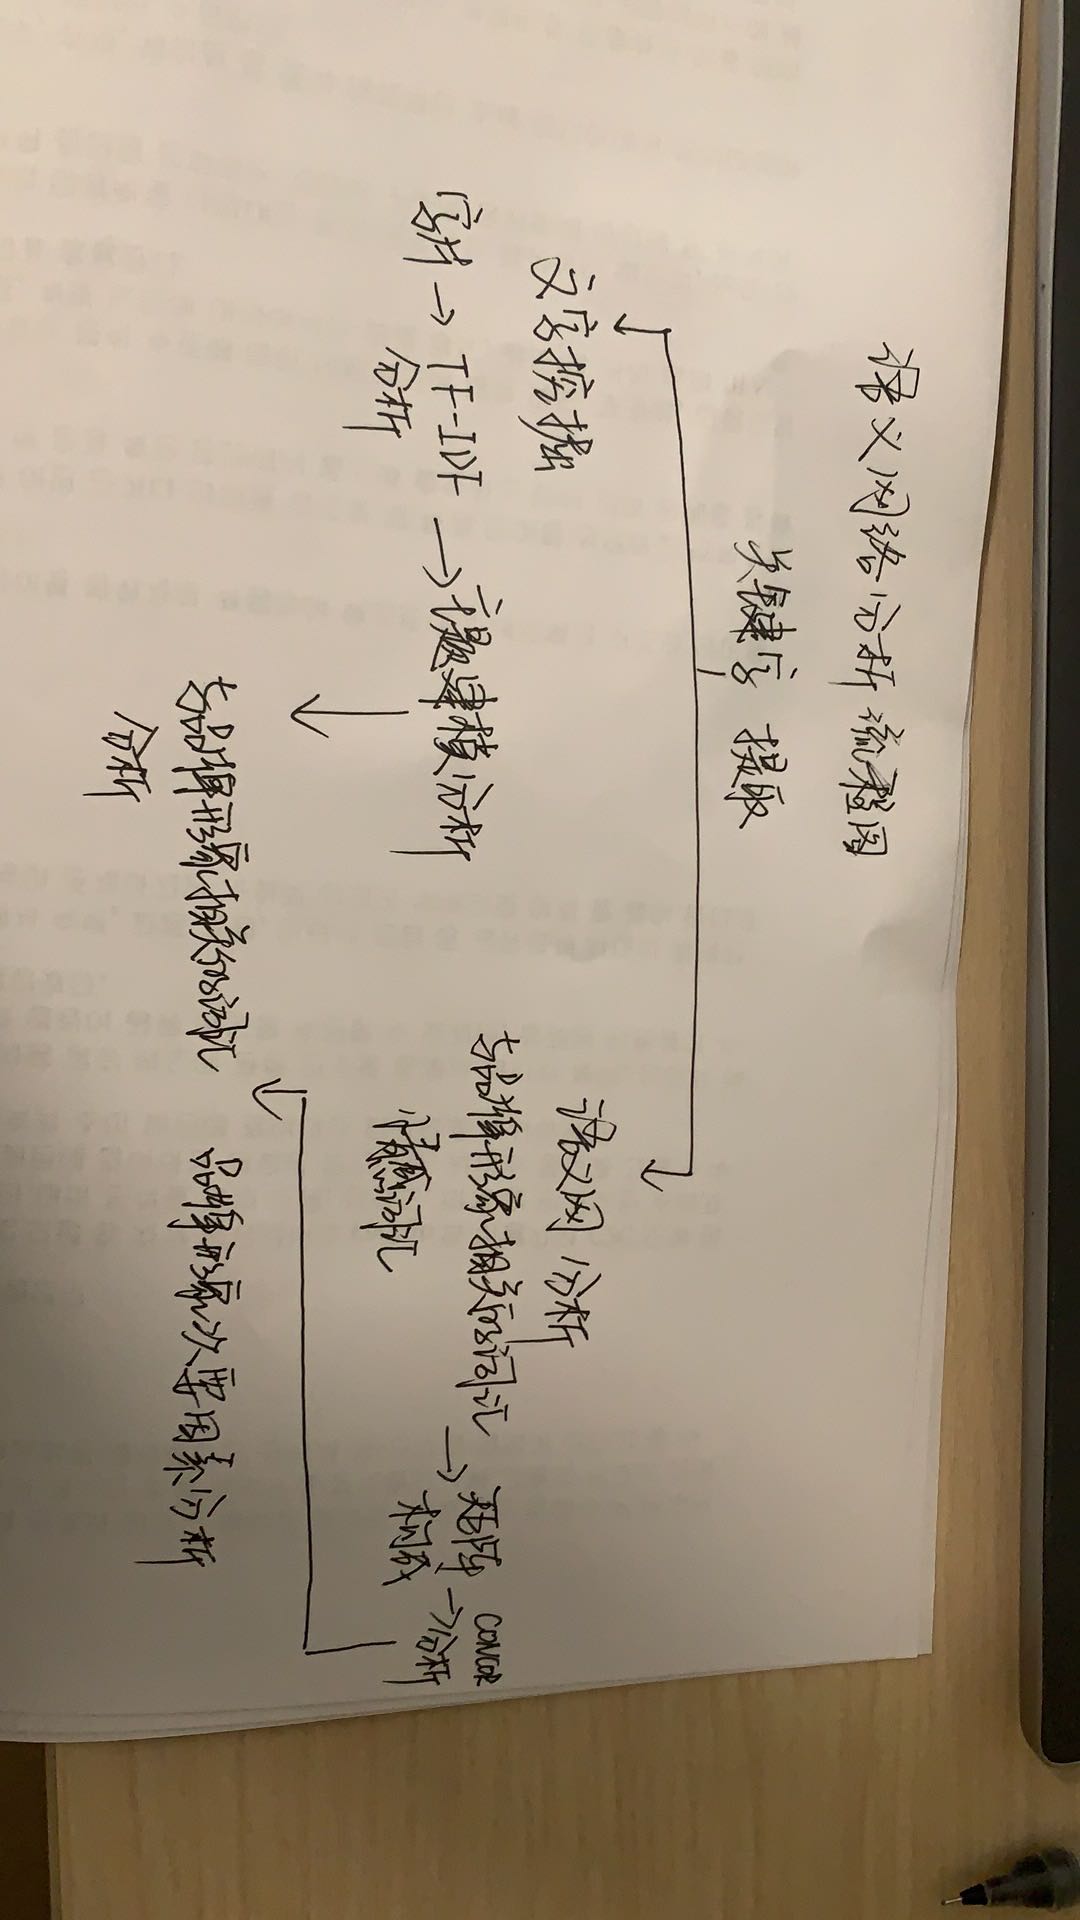 语义网络分析流程图
关键字 提取
文字挖掘
语义网 分析
字片 → TF-IDF 分析 → 主题建模分析
与品牌形象相关的词汇
情感词汇
→ 矩阵构成 → CONCOR 分析
与品牌形象相关的词汇
分析
品牌形象次要因素分析